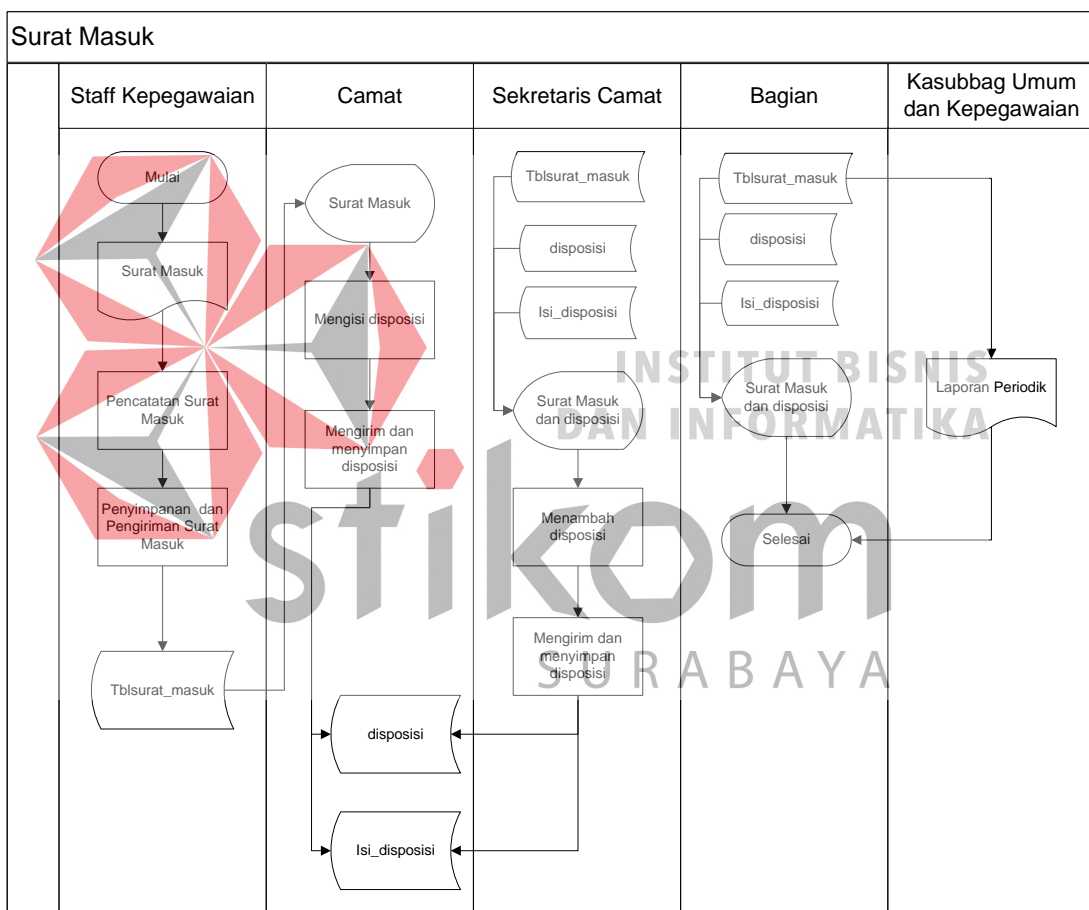 Surat Masuk
Staff Kepegawaian
Camat
Sekretaris Camat
Bagian
Kasubbag Umum
dan Kepegawaian
Mulai
Surat Masuk
Pencatatan Surat
Masuk
Penyimpanan dan
Pengiriman Surat
Masuk
Tblsurat_masuk
Surat Masuk
Mengisi disposisi
Mengirim dan
menyimpan
disposisi
disposisi
Isi_disposisi
Tblsurat_masuk
disposisi
Isi_disposisi
Surat Masuk
dan disposisi
Menambah
disposisi
Mengirim dan
menyimpan
disposisi
Tblsurat_masuk
disposisi
Isi_disposisi
Surat Masuk
dan disposisi
Selesai
Laporan Periodik
INSTITUT BISNIS
DAN INFORMATIKA
stikom
SURABAYA